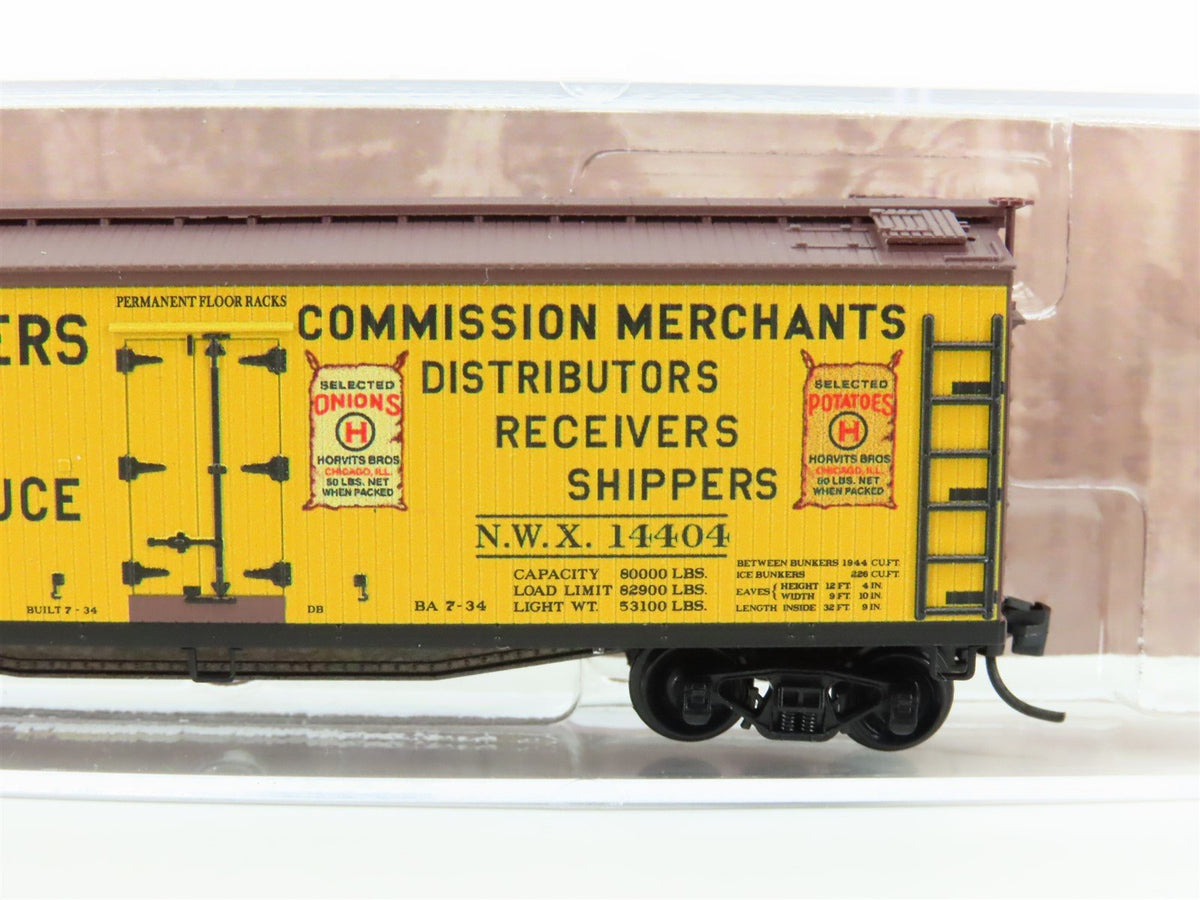 PERMANENT FLOOR RACKS
ERS
UCE
COMMISSION MERCHANTS
DISTRIBUTORS
RECEIVERS
SHIPPERS
SELECTED
ONIONS
H
HORVITS BROS
CHICAGO, ILL.
50 LBS. NET
WHEN PACKED
SELECTED
POTATOES
H
HORVITS BROS
CHICAGO, ILL.
60 LBS. NET
WHEN PACKED
N.W.X. 14404
CAPACITY 80000 LBS.
LOAD LIMIT 82900 LBS.
LIGHT WT. 53100 LBS.
BA 7-34
BETWEEN BUNKERS 1944 CU.FT.
ICE BUNKERS 226 CU.FT.
EAVES { HEIGHT 12 FT. 4 IN.
WIDTH 9 FT. 10 IN.
LENGTH INSIDE 32 FT. 9 IN.
BUILT 7-34
DB